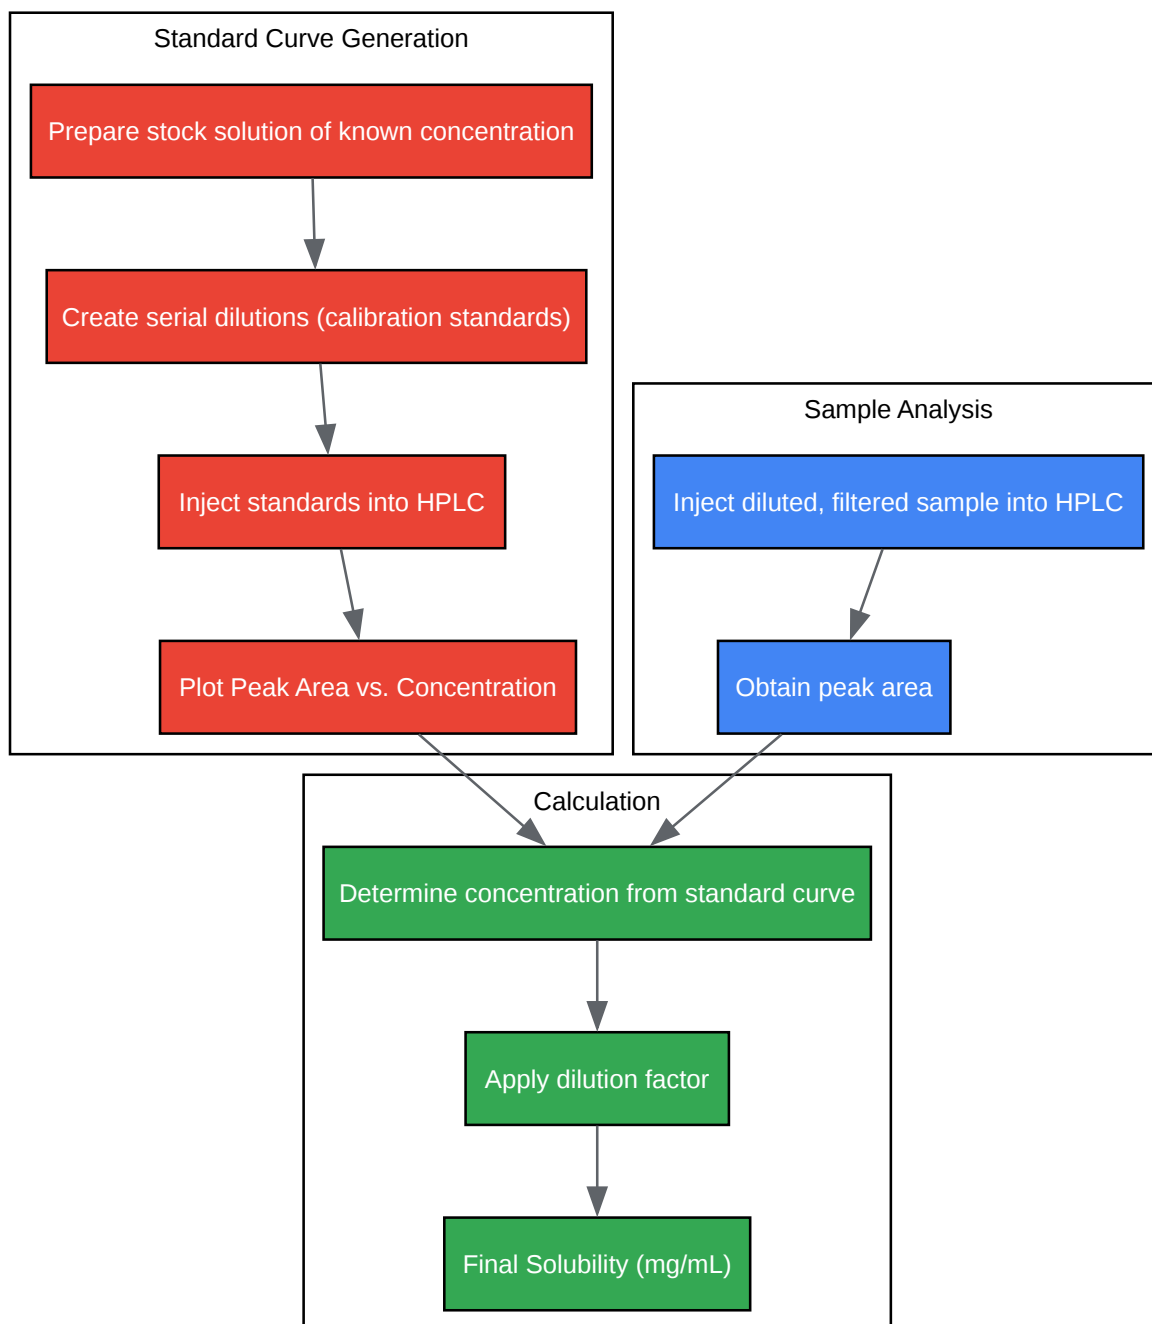 Standard Curve Generation
Prepare stock solution of known concentration
Create serial dilutions (calibration standards)
Inject standards into HPLC
Plot Peak Area vs. Concentration
Sample Analysis
Inject diluted, filtered sample into HPLC
Obtain peak area
Calculation
Determine concentration from standard curve
Apply dilution factor
Final Solubility (mg/mL)